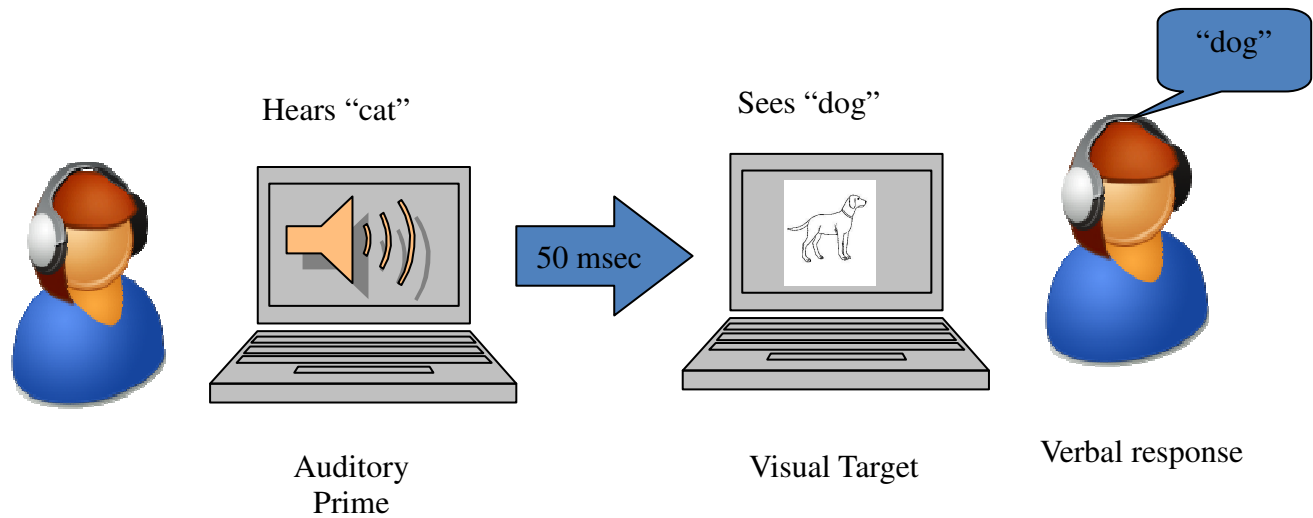 “dog”
Hears “cat”
Sees “dog”
50 msec
Auditory
Prime
Visual Target
Verbal response